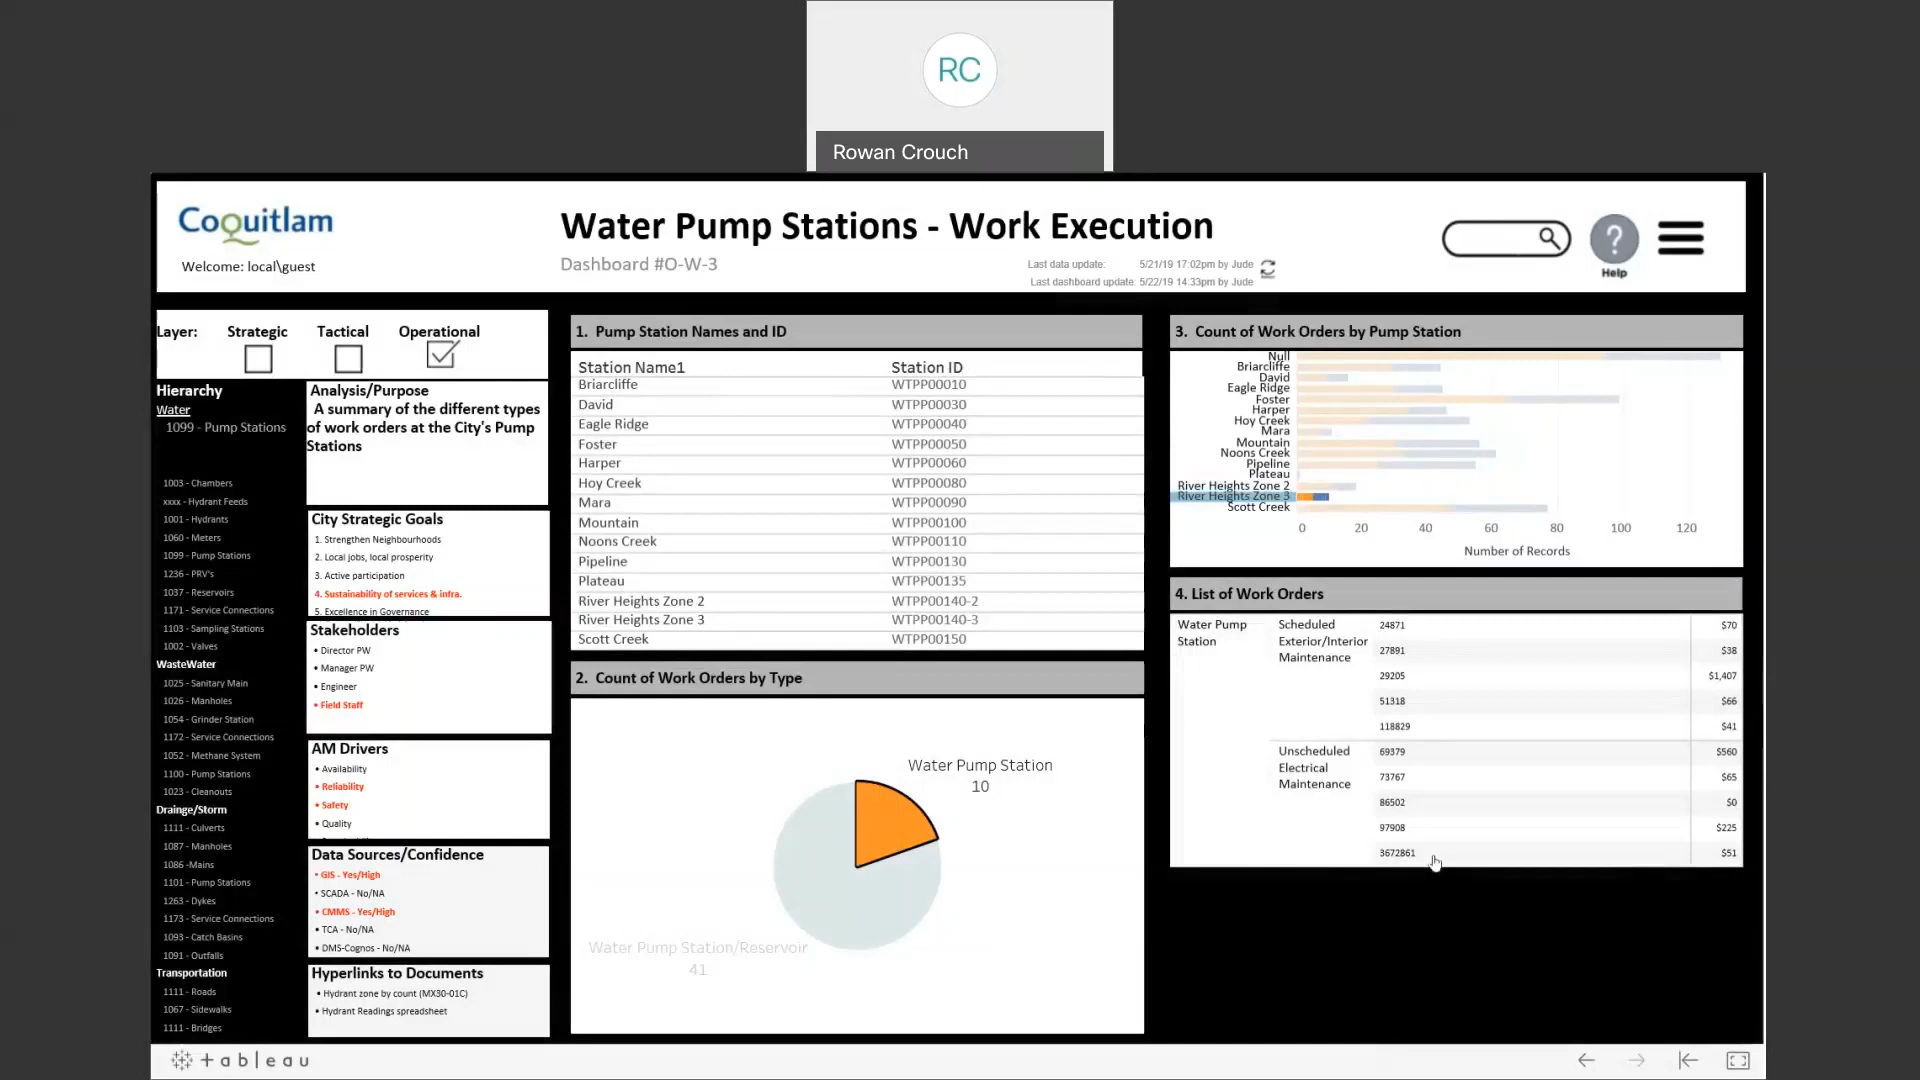 RC
Rowan Crouch
Coquitlam
Welcome: local\guest
Water Pump Stations - Work Execution
Dashboard #O-W-3
Last data update: 5/21/19 17:02pm by Jude
Last dashboard update: 5/22/19 14:33pm by Jude
?
Help
Layer: Strategic Tactical Operational
Hierarchy
Water
1099 - Pump Stations
1003 - Chambers
xxxx - Hydrant Feeds
1001 - Hydrants
1060 - Meters
1099 - Pump Stations
1236 - PRV's
1037 - Reservoirs
1171 - Service Connections
1103 - Sampling Stations
1002 - Valves
WasteWater
1025 - Sanitary Main
1026 - Manholes
1054 - Grinder Station
1172 - Service Connections
1052 - Methane System
1100 - Pump Stations
1023 - Cleanouts
Drainge/Storm
1111 - Culverts
1087 - Manholes
1086 -Mains
1101 - Pump Stations
1263 - Dykes
1173 - Service Connections
1093 - Catch Basins
1091 - Outfalls
Transportation
1111 - Roads
1067 - Sidewalks
1111 - Bridges
Analysis/Purpose
A summary of the different types
of work orders at the City's Pump
Stations
City Strategic Goals
1. Strengthen Neighbourhoods
2. Local jobs, local prosperity
3. Active participation
4. Sustainability of services & infra.
5. Excellence in Governance
Stakeholders
• Director PW
• Manager PW
• Engineer
• Field Staff
AM Drivers
• Availability
• Reliability
• Safety
• Quality
Data Sources/Confidence
• GIS - Yes/High
• SCADA - No/NA
• CMMS - Yes/High
• TCA - No/NA
• DMS-Cognos - No/NA
Hyperlinks to Documents
• Hydrant zone by count (MX30-01C)
• Hydrant Readings spreadsheet
1. Pump Station Names and ID
Station Name1 Station ID
Briarcliffe WTPP00010
David WTPP00030
Eagle Ridge WTPP00040
Foster WTPP00050
Harper WTPP00060
Hoy Creek WTPP00080
Mara WTPP00090
Mountain WTPP00100
Noons Creek WTPP00110
Pipeline WTPP00130
Plateau WTPP00135
River Heights Zone 2 WTPP00140-2
River Heights Zone 3 WTPP00140-3
Scott Creek WTPP00150
2. Count of Work Orders by Type
Water Pump Station
10
Water Pump Station/Reservoir
41
3. Count of Work Orders by Pump Station
Null
Briarcliffe
David
Eagle Ridge
Foster
Harper
Hoy Creek
Mara
Mountain
Noons Creek
Pipeline
Plateau
River Heights Zone 2
River Heights Zone 3
Scott Creek
0 20 40 60 80 100 120
Number of Records
4. List of Work Orders
Water Pump Scheduled 24871 $70
Station Exterior/Interior 27891 $38
Maintenance
29205 $1,407
51318 $66
118829 $41
Unscheduled 69379 $560
Electrical 73767 $65
Maintenance
86502 $0
97908 $225
3672861 $51
+ a b | e a u